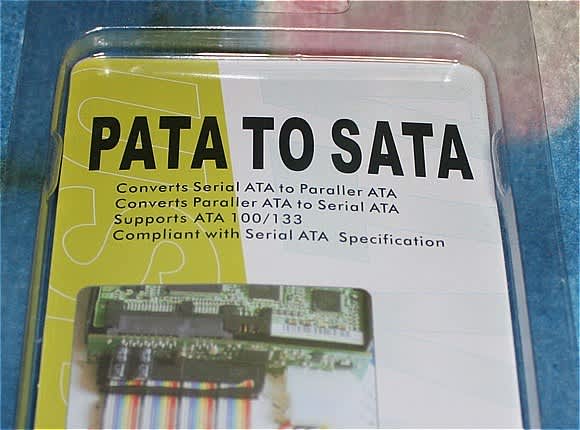 PATA TO SATA
Converts Serial ATA to Paraller ATA
Converts Paraller ATA to Serial ATA
Supports ATA 100/133
Compliant with Serial ATA Specification